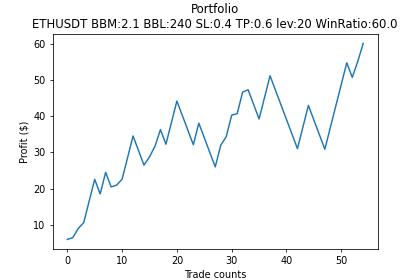 Portfolio
ETHUSDT BBM:2.1 BBL:240 SL:0.4 TP:0.6 lev:20 WinRatio:60.0
60
50
40
30
20
10
Profit ($)
0 10 20 30 40 50
Trade counts